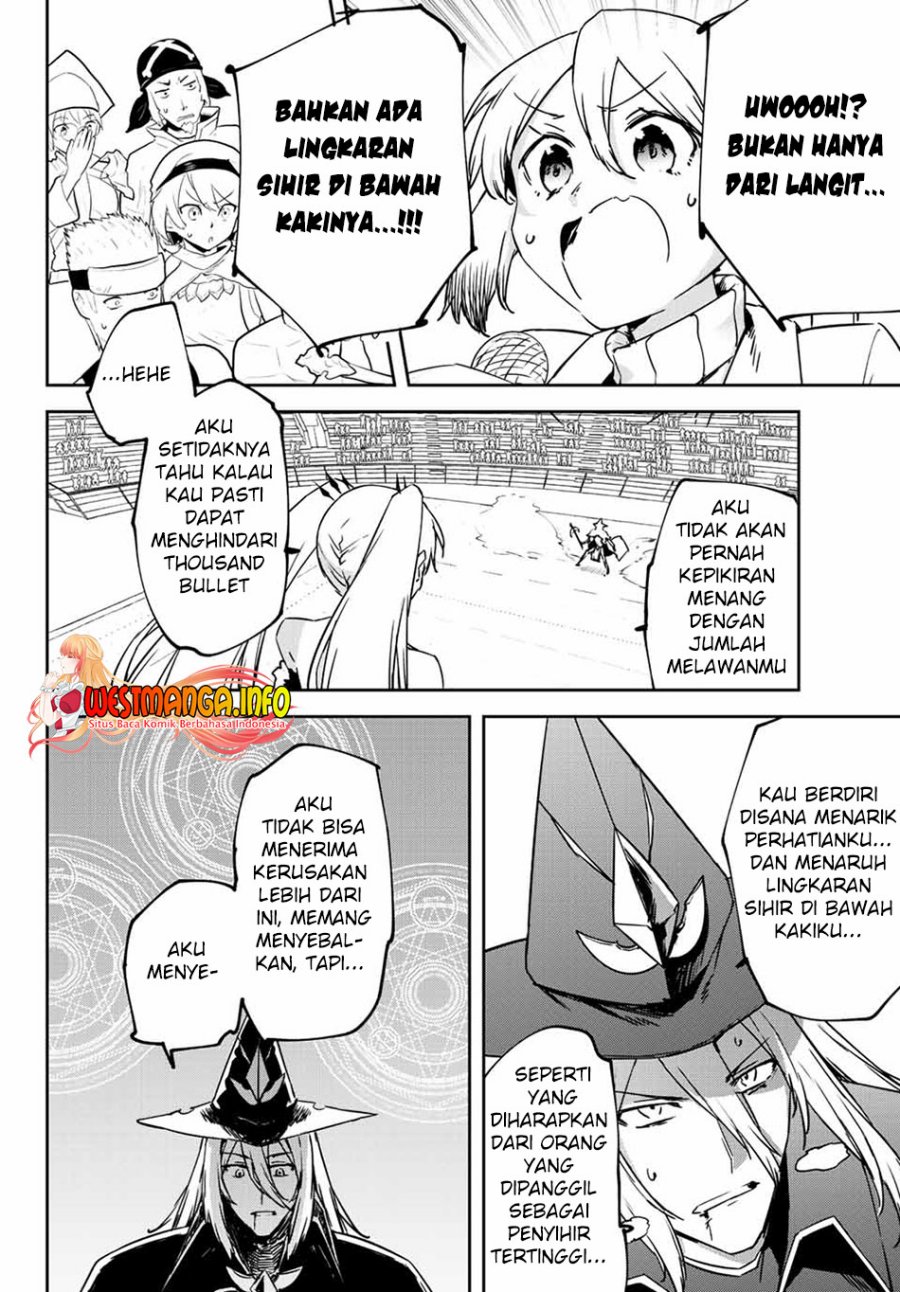 UWOOOH!?
BUKAN HANYA
DARI LANGIT...
BAHKAN ADA
LINGKARAN
SIHIR DI BAWAH
KAKINYA...!!!
AKU
TIDAK AKAN
PERNAH
KEPIKIRAN
MENANG
DENGAN
JUMLAH
MELAWANMU
...HEHE
AKU
SETIDAKNYA
TAHU KALAU
KAU PASTI
DAPAT
MENGHINDARI
THOUSAND
BULLET
WESTMANGA.INFO
Situs Baca Komik Berbahasa Indonesia
KAU BERDIRI
DISANA MENARIK
PERHATIANKU...
DAN MENARUH
LINGKARAN
SIHIR DI BAWAH
KAKIKU...
SEPERTI
YANG
DIHARAPKAN
DARI ORANG
YANG
DIPANGGIL
SEBAGAI
PENYIHIR
TERTINGGI...
AKU
TIDAK BISA
MENERIMA
KERUSAKAN
LEBIH DARI
INI, MEMANG
MENYEBAL-
KAN, TAPI...
AKU
MENYE-